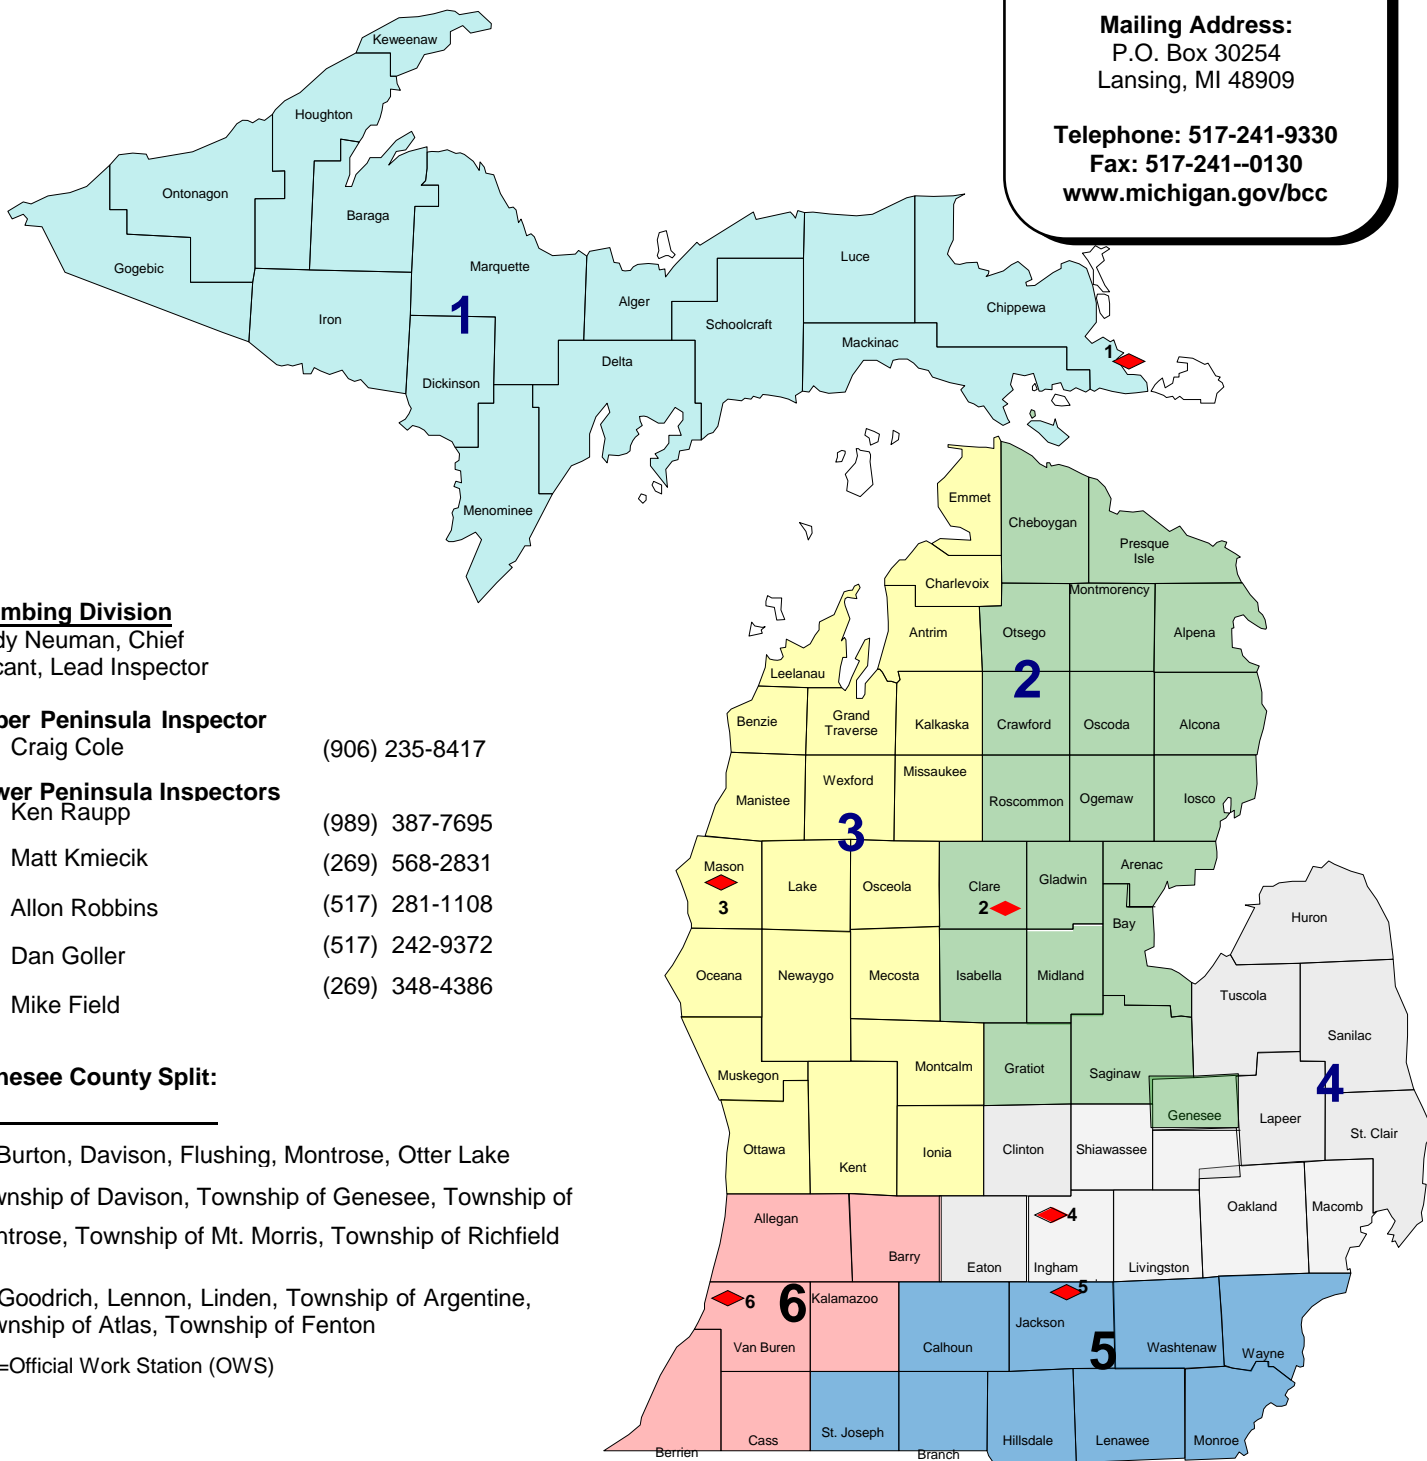 Mailing Address:
P.O. Box 30254
Lansing, MI 48909
Telephone: 517-241-9330
Fax: 517-241--0130
www.michigan.gov/bcc
Keweenaw
Houghton
Ontonagon
Baraga
Gogebic
Marquette
Luce
Alger
Chippewa
1
Iron
Schoolcraft
Mackinac
1
Delta
Dickinson
Menominee
Emmet
Cheboygan
Presque
Isle
Charlevoix
Montmorency
Antrim
Otsego
Alpena
2
Leelanau
Benzie
Grand
Traverse
Kalkaska
Crawford
Oscoda
Alcona
Missaukee
Wexford
Manistee
Roscommon
Ogemaw
Iosco
3
Mason
3
Lake
Osceola
Clare
2
Gladwin
Arenac
Bay
Huron
Oceana
Newaygo
Mecosta
Isabella
Midland
Tuscola
Sanilac
Muskegon
Montcalm
Gratiot
Saginaw
4
Genesee
Lapeer
St. Clair
Ottawa
Kent
Ionia
Clinton
Shiawassee
Oakland
Macomb
Allegan
Barry
Eaton
4
Ingham
Livingston
6
6
Kalamazoo
5
Jackson
Van Buren
Calhoun
5
Washtenaw
Wayne
Berrien
Cass
St. Joseph
Branch
Hillsdale
Lenawee
Monroe
mbing Division
dy Neuman, Chief
cant, Lead Inspector
per Peninsula Inspector
Craig Cole (906) 235-8417
wer Peninsula Inspectors
Ken Raupp (989) 387-7695
Matt Kmiecik (269) 568-2831
Allon Robbins (517) 281-1108
Dan Goller (517) 242-9372
Mike Field (269) 348-4386
nesee County Split:
Burton, Davison, Flushing, Montrose, Otter Lake
wnship of Davison, Township of Genesee, Township of
ntrose, Township of Mt. Morris, Township of Richfield
Goodrich, Lennon, Linden, Township of Argentine,
wnship of Atlas, Township of Fenton
=Official Work Station (OWS)